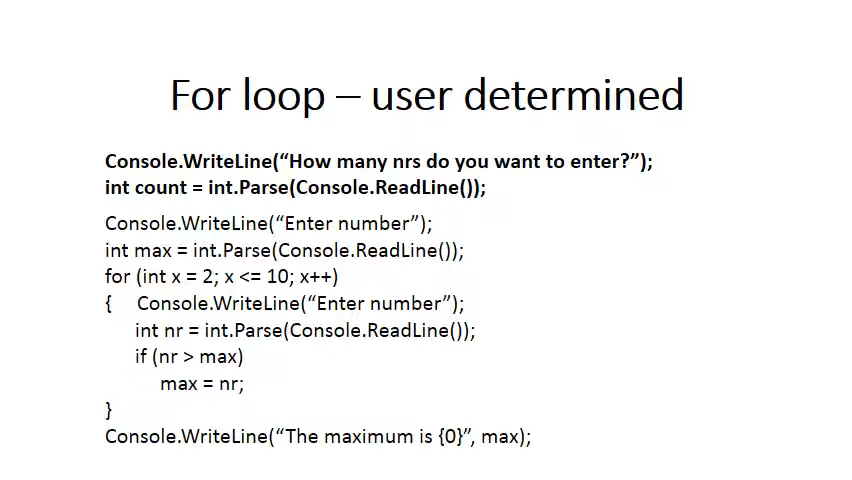 For loop – user determined
Console.WriteLine(“How many nrs do you want to enter?”);
int count = int.Parse(Console.ReadLine());
Console.WriteLine(“Enter number”);
int max = int.Parse(Console.ReadLine());
for (int x = 2; x <= 10; x++)
{ Console.WriteLine(“Enter number”);
int nr = int.Parse(Console.ReadLine());
if (nr > max)
max = nr;
}
Console.WriteLine(“The maximum is {0}”, max);